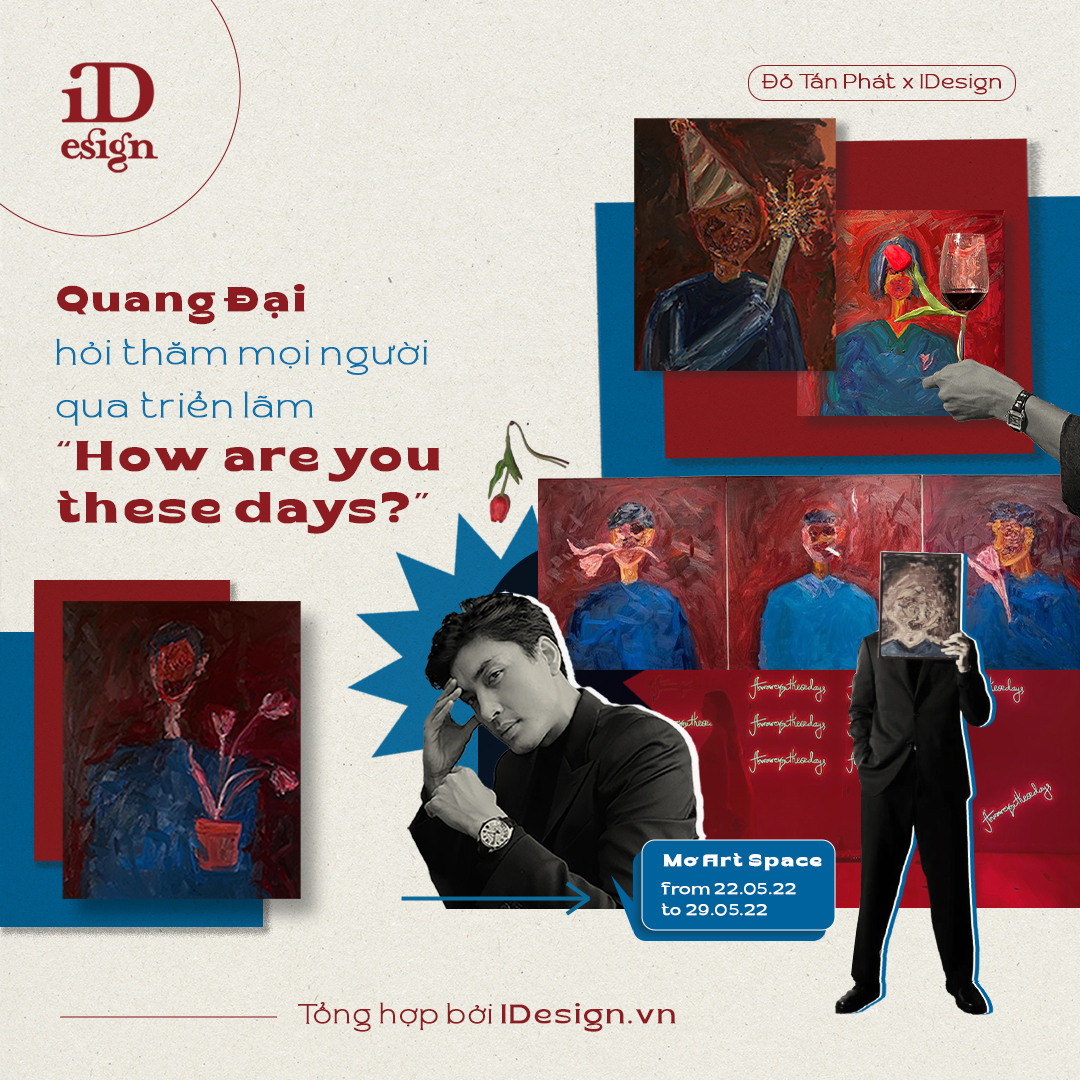 iD
esign
Đỗ Tấn Phát x IDesign
Quang Đại
hỏi thăm mọi người
qua triển lãm
“How are you
these days?”
Mơ Art Space
from 22.05.22
to 29.05.22
Tổng hợp bởi IDesign.vn